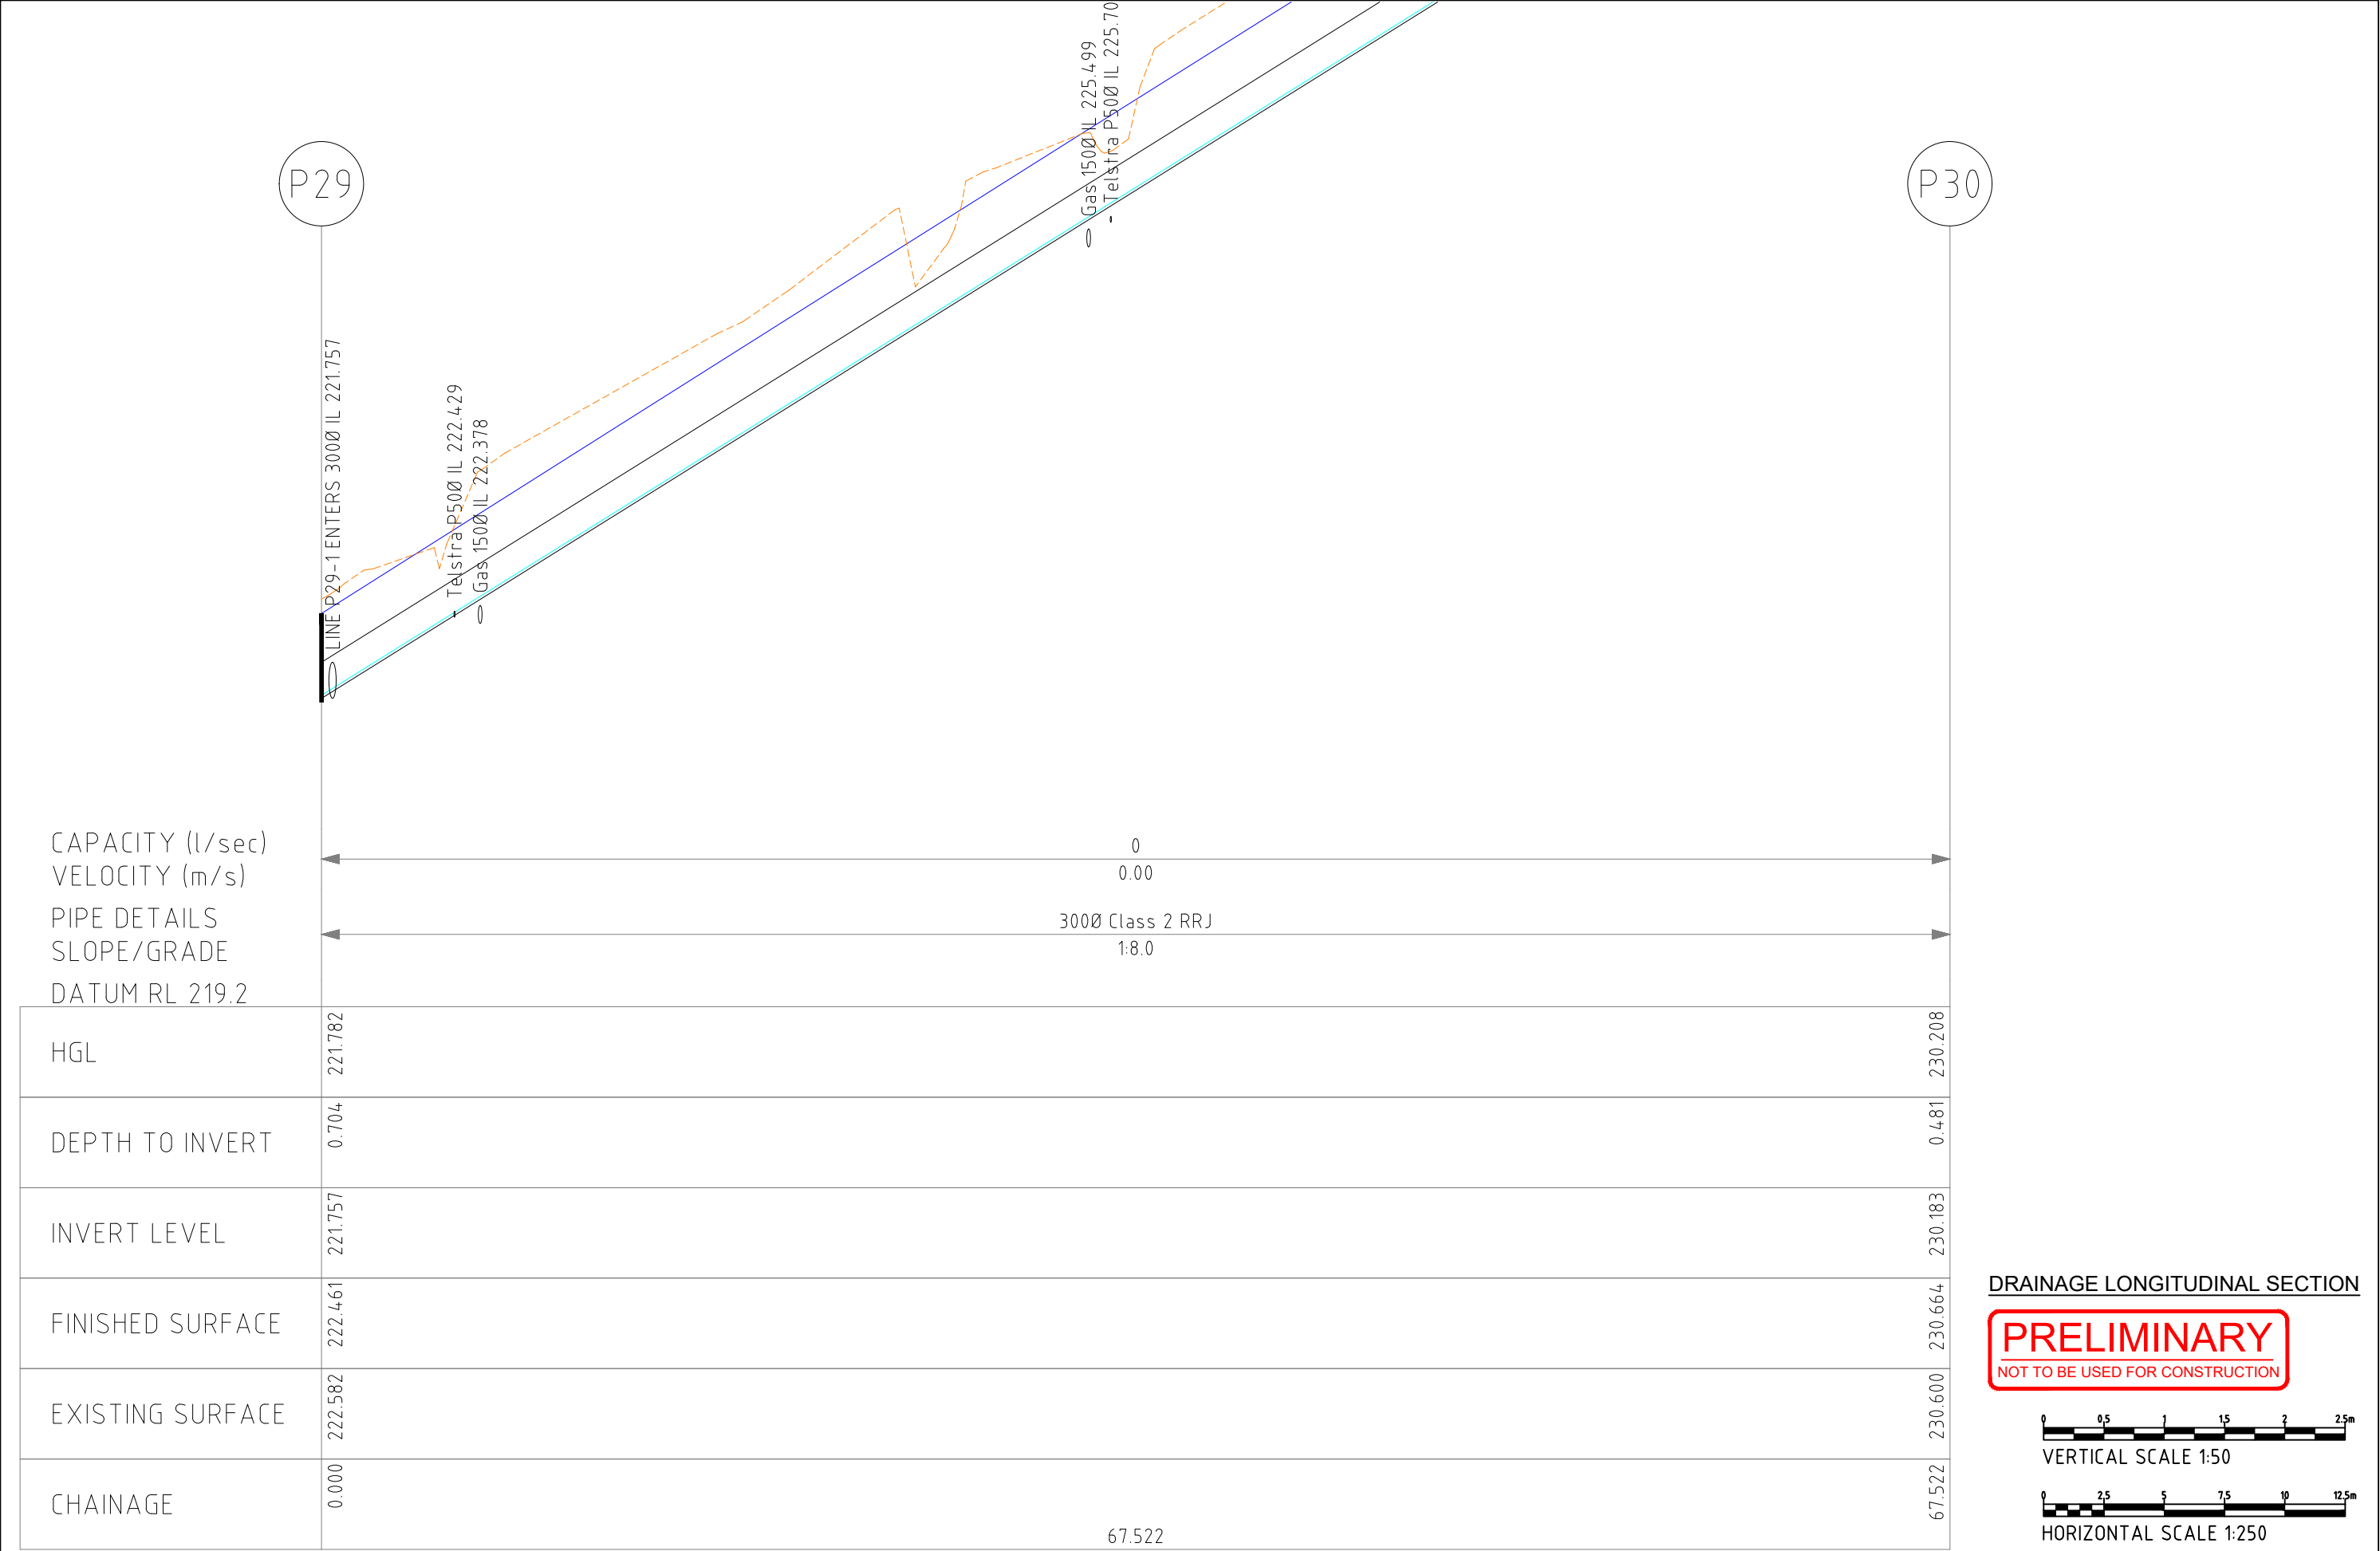 P29
P30
LINE P29-1 ENTERS 300Ø IL 221.757
Telstra P50Ø IL 222.429
Gas 150Ø IL 222.378
Gas 150Ø IL 225.499
Telstra P50Ø IL 225.70
CAPACITY (l/sec)
0
VELOCITY (m/s)
0.00
PIPE DETAILS
300Ø Class 2 RRJ
SLOPE/GRADE
1:8.0
DATUM RL 219.2
HGL
221.782
230.208
DEPTH TO INVERT
0.704
0.481
INVERT LEVEL
221.757
230.183
FINISHED SURFACE
222.461
230.664
EXISTING SURFACE
222.582
230.600
CHAINAGE
0.000
67.522
67.522
DRAINAGE LONGITUDINAL SECTION
PRELIMINARY
NOT TO BE USED FOR CONSTRUCTION
0 0.5 1 1.5 2 2.5m
VERTICAL SCALE 1:50
0 2.5 5 7.5 10 12.5m
HORIZONTAL SCALE 1:250